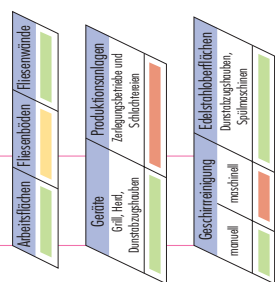 Arbeitsflächen
Fliesenböden
Fliesenwände
Geräte
Grill, Herd,
Dunstabzugshauben
Produktionsanlagen
Zerlegungsbetriebe und
Schlachtereien
Geschirrreinigung
manuell
maschinell
Edelstahloberflächen
Dunstabzugshauben,
Spülmaschinen